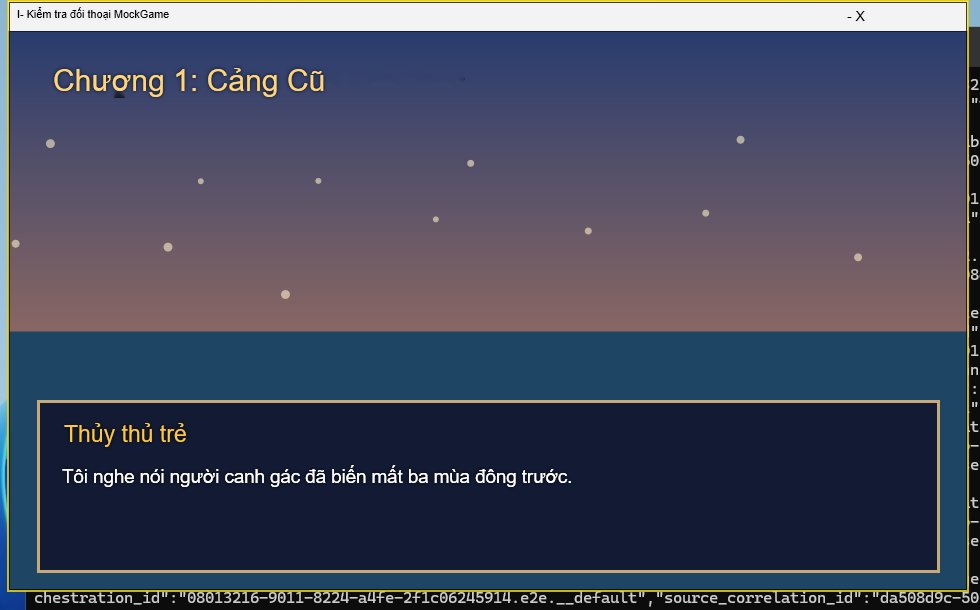 I- Kiểm tra đối thoại MockGame
- X
Chương 1: Cảng Cũ
Thủy thủ trẻ
Tôi nghe nói người canh gác đã biến mất ba mùa đông trước.
chestration_id":"08013216-9011-8224-a4fe-2f1c06245914.e2e.__default","source_correlation_id":"da508d9c-5